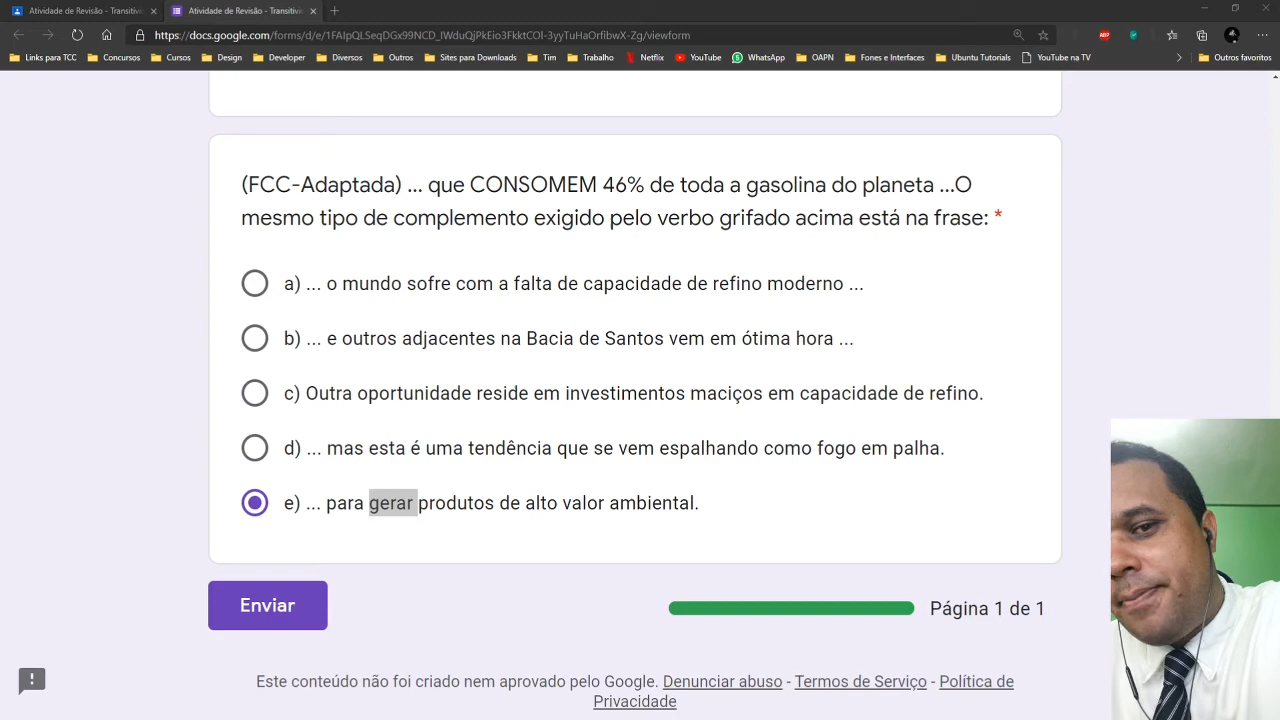 Atividade de Revisão - Transitivi
Atividade de Revisão - Transitivi
https://docs.google.com/forms/d/e/1FAIpQLSeqDGx99NCD_IWduQjPkEio3FkktCOl-3yyTuHaOrfibwX-Zg/viewform
Links para TCC Concursos Cursos Design Developer Diversos Outros Sites para Downloads Tim Trabalho Netflix YouTube WhatsApp OAPN Fones e Interfaces Ubuntu Tutorials YouTube na TV Outros favoritos
(FCC-Adaptada) ... que CONSOMEM 46% de toda a gasolina do planeta ...O
mesmo tipo de complemento exigido pelo verbo grifado acima está na frase: *
a) ... o mundo sofre com a falta de capacidade de refino moderno ...
b) ... e outros adjacentes na Bacia de Santos vem em ótima hora ...
c) Outra oportunidade reside em investimentos maciços em capacidade de refino.
d) ... mas esta é uma tendência que se vem espalhando como fogo em palha.
e) ... para gerar produtos de alto valor ambiental.
Enviar
Página 1 de 1
Este conteúdo não foi criado nem aprovado pelo Google. Denunciar abuso - Termos de Serviço - Política de
Privacidade